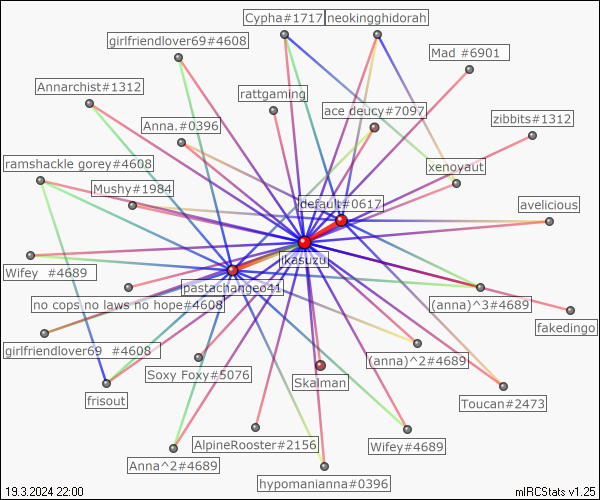 Cypha#1717
neokingghidorah
girlfriendlover69#4608
Mad #6901
Annarchist#1312
rattgaming
ace deucy#7097
zibbits#1312
Anna.#0396
ramshackle gorey#4608
xenoyaut
Mushy#1984
default#0617
avelicious
ikasuzu
Wifey #4689
pastachangeo41
no cops no laws no hope#4608
(anna)^3#4689
fakedingo
girlfriendlover69 #4608
(anna)^2#4689
Soxy Foxy#5076
Skalman
frisout
Toucan#2473
AlpineRooster#2156
Wifey#4689
Anna^2#4689
hypomanianna#0396
19.3.2024 22:00
mIRCStats v1.25